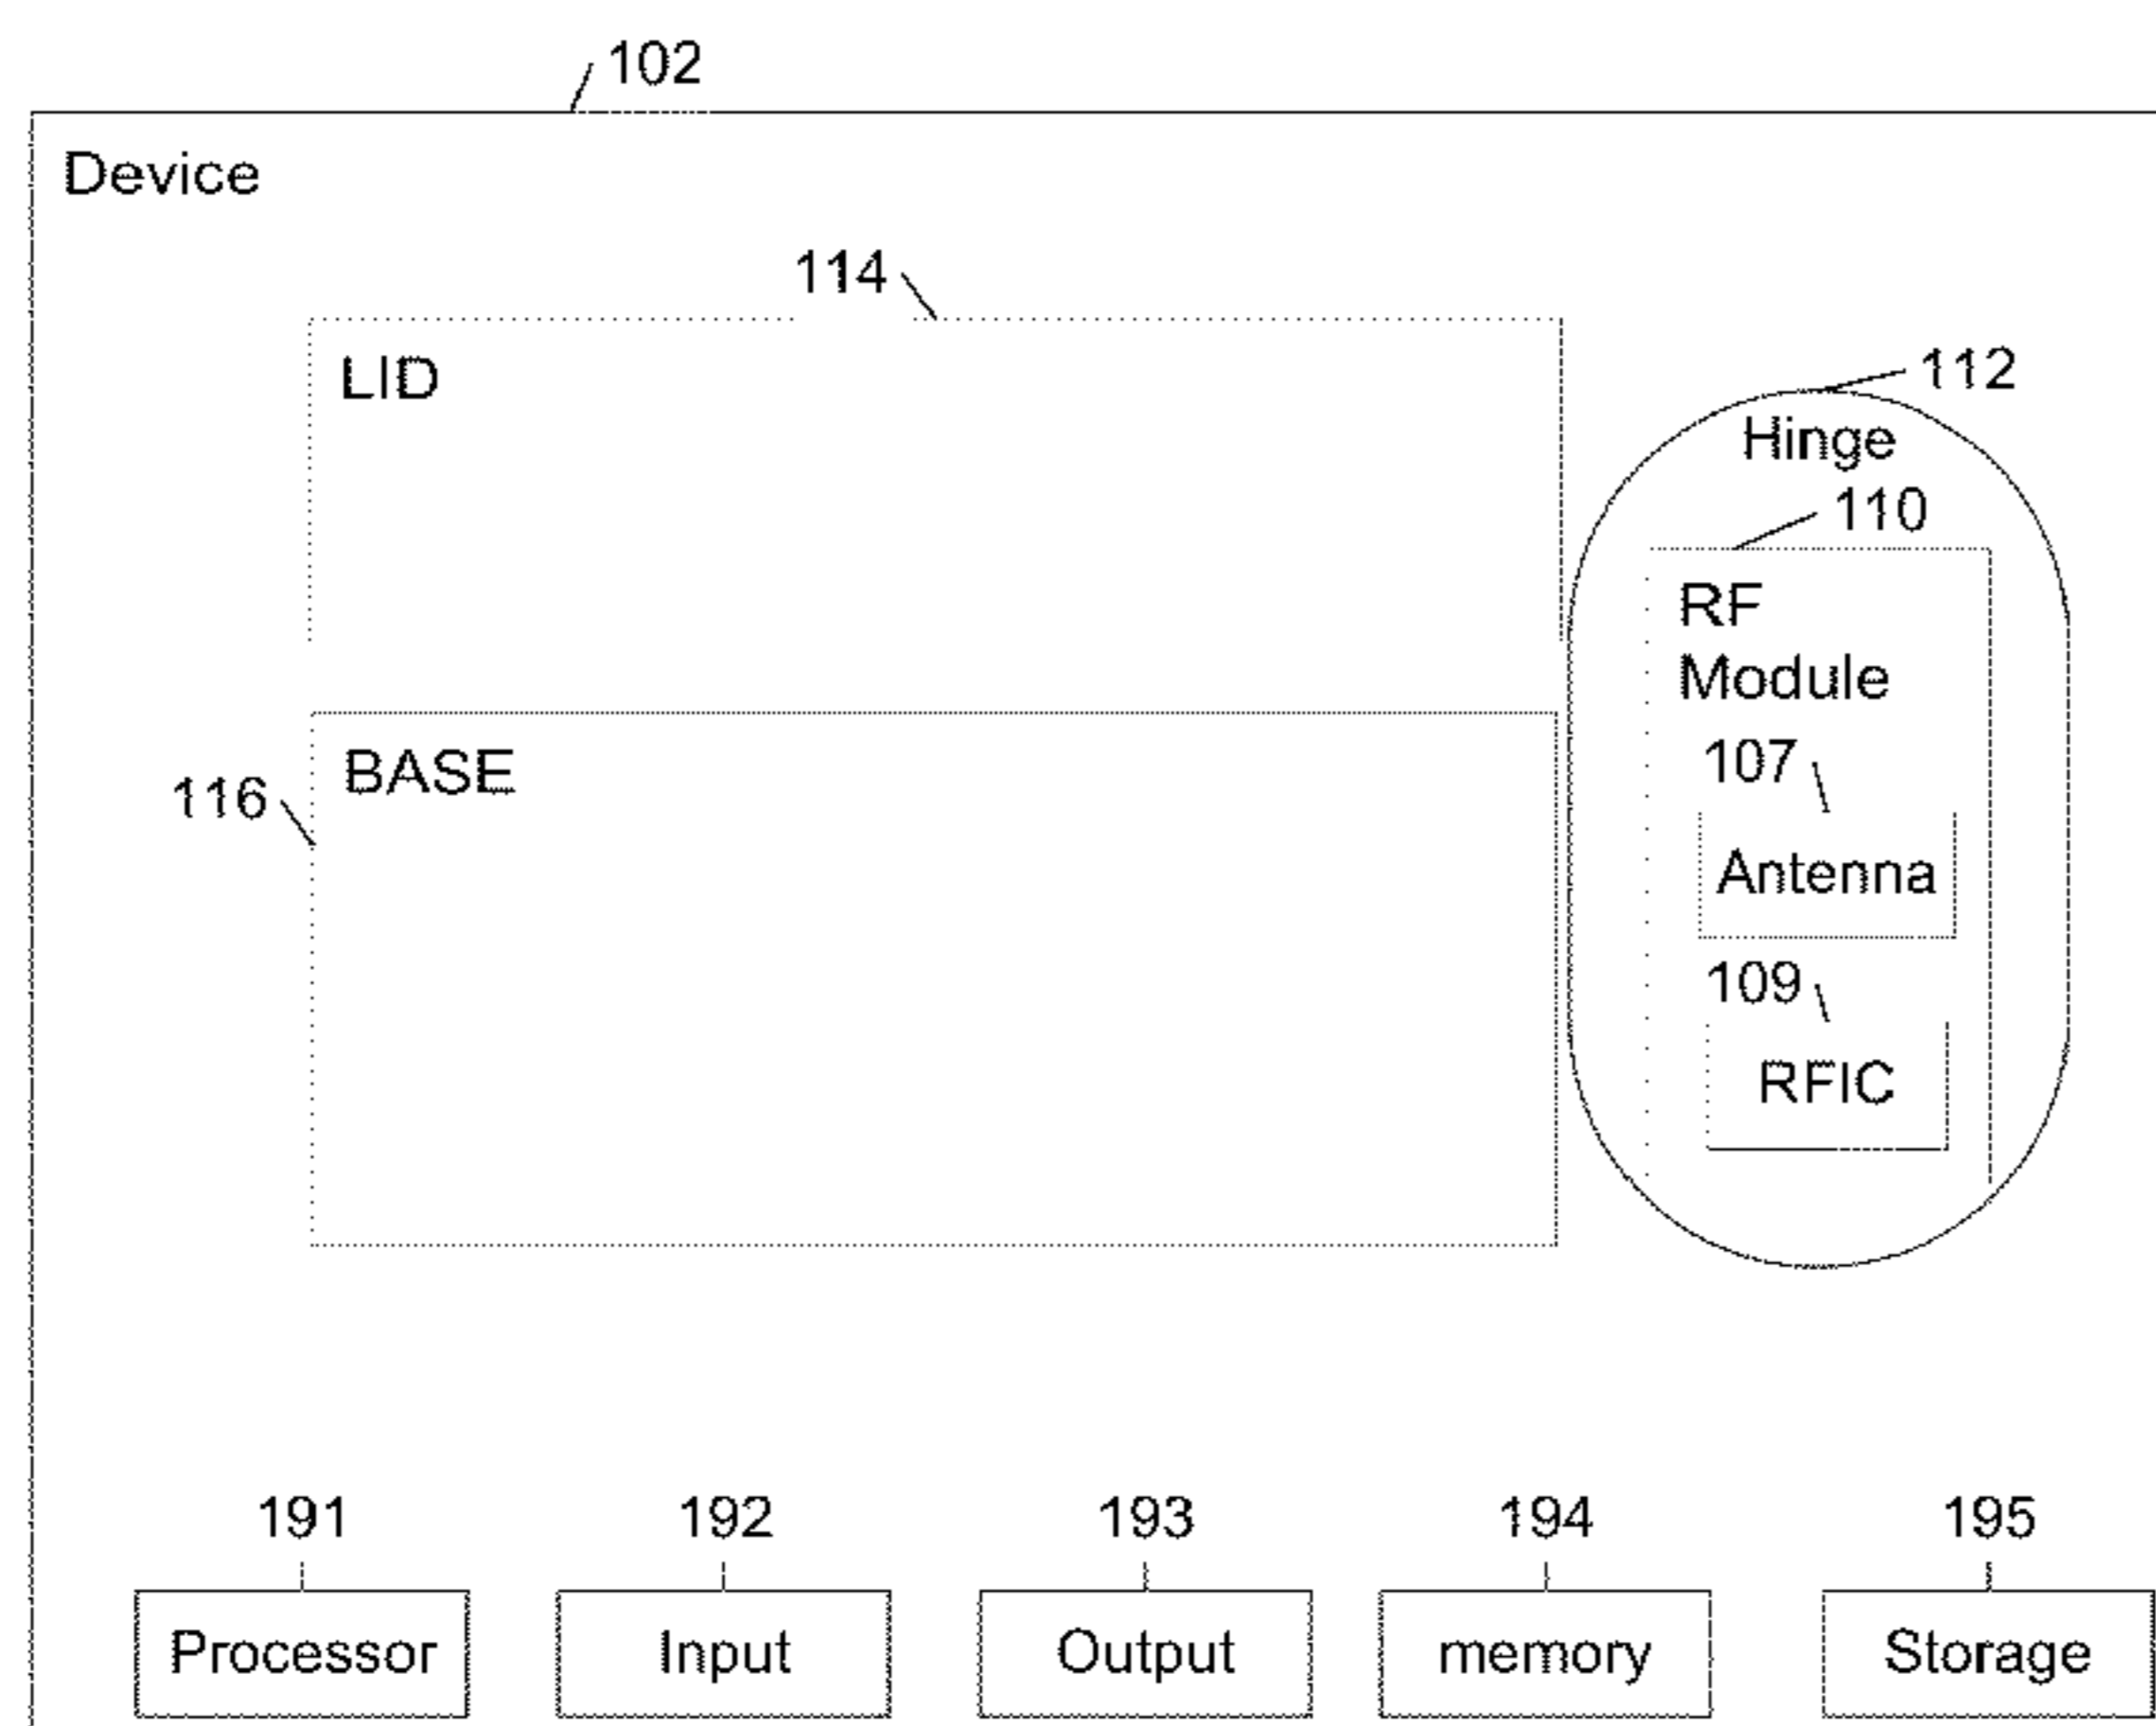 102
Device
114
LID
112
Hinge
110
RF
Module
107
116
BASE
Antenna
109
RFIC
191 192 193 194 195
Processor Input Output memory Storage